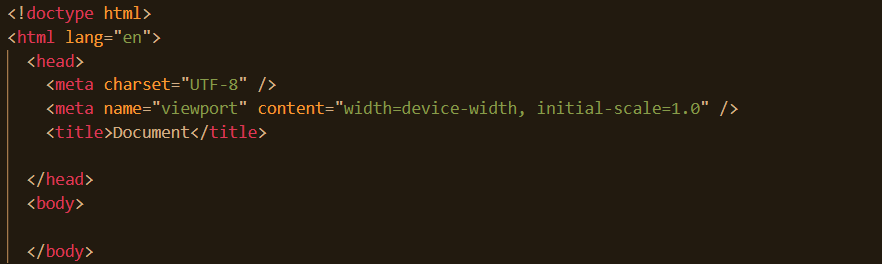 <!doctype html>
<html lang="en">
<head>
<meta charset="UTF-8" />
<meta name="viewport" content="width=device-width, initial-scale=1.0" />
<title>Document</title>
</head>
<body>
</body>